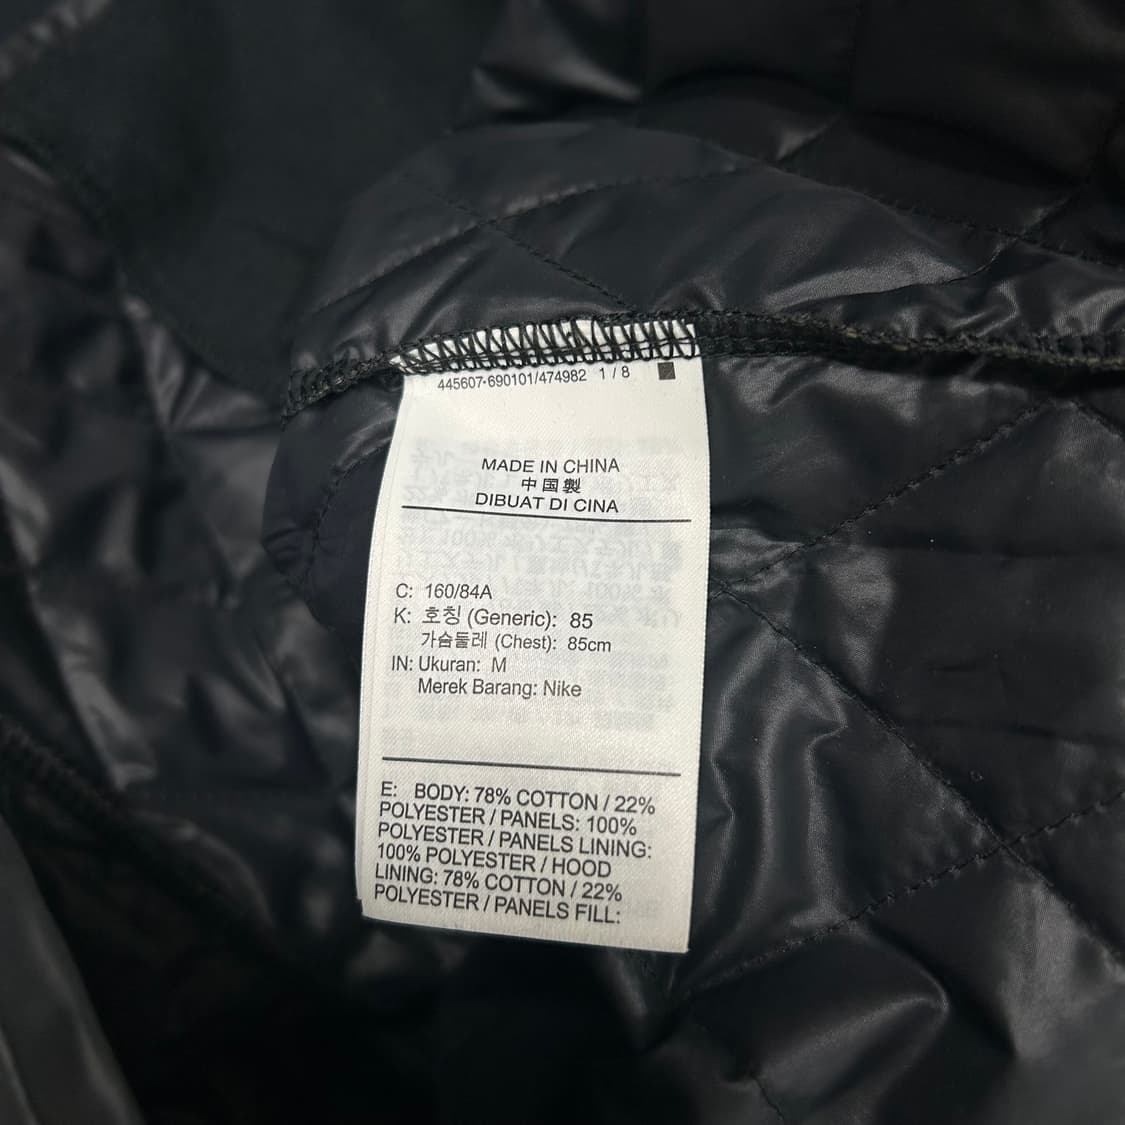 445607-690101/474982 1 / 8
MADE IN CHINA
中国製
DIBUAT DI CINA
C: 160/84A
K: 호칭 (Generic): 85
가슴둘레 (Chest): 85cm
IN: Ukuran: M
Merek Barang: Nike
E: BODY: 78% COTTON / 22%
POLYESTER / PANELS: 100%
POLYESTER / PANELS LINING:
100% POLYESTER / HOOD
LINING: 78% COTTON / 22%
POLYESTER / PANELS FILL: